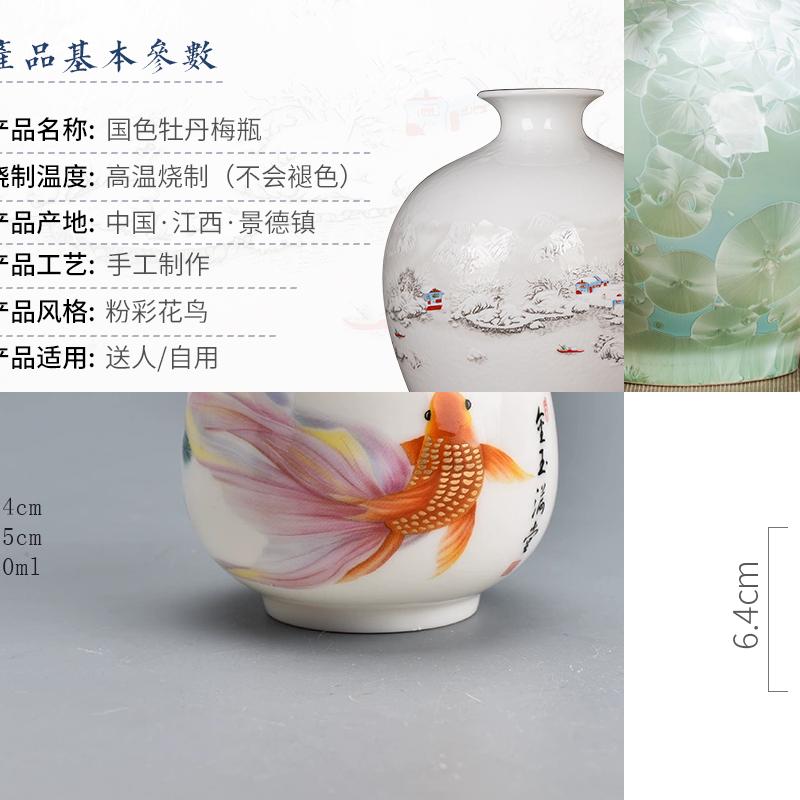 產品基本參數
产品名称: 国色牡丹梅瓶
烧制温度: 高温烧制（不会褪色）
产品产地: 中国·江西·景德镇
产品工艺: 手工制作
产品风格: 粉彩花鸟
产品适用: 送人/自用
金玉满堂
4cm
5cm
0ml
6.4cm